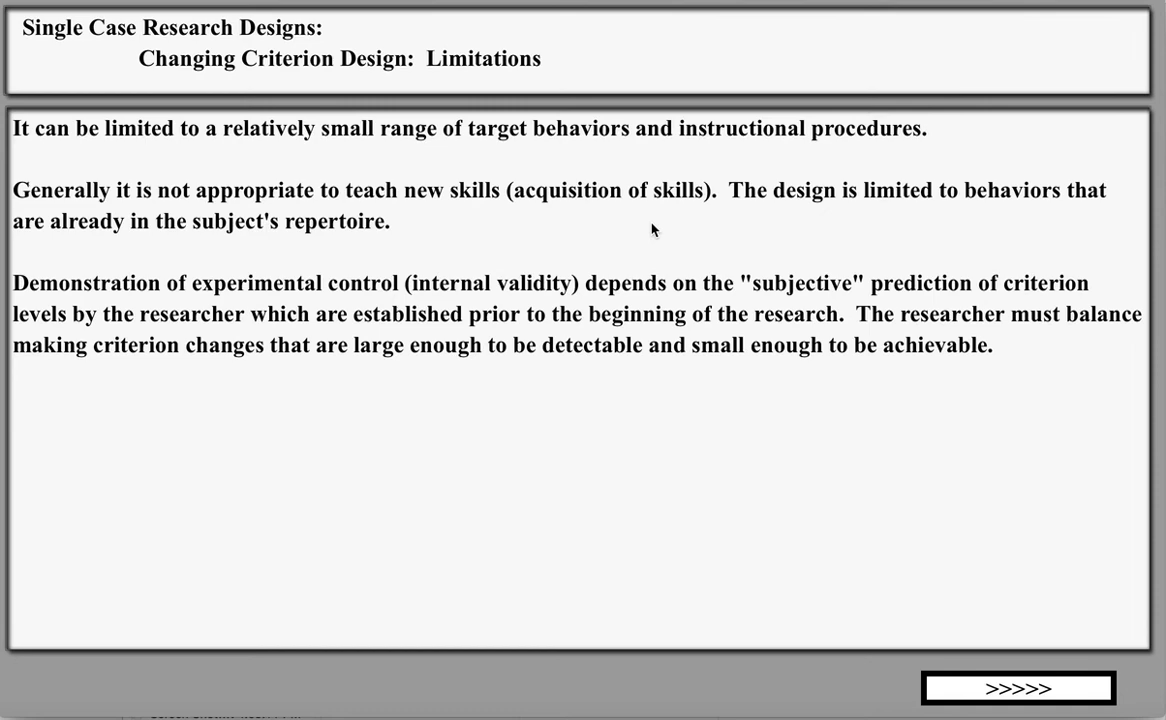 Single Case Research Designs:
Changing Criterion Design:  Limitations
It can be limited to a relatively small range of target behaviors and instructional procedures.
Generally it is not appropriate to teach new skills (acquisition of skills).  The design is limited to behaviors that
are already in the subject's repertoire.
Demonstration of experimental control (internal validity) depends on the "subjective" prediction of criterion
levels by the researcher which are established prior to the beginning of the research.  The researcher must balance
making criterion changes that are large enough to be detectable and small enough to be achievable.
>>>>>